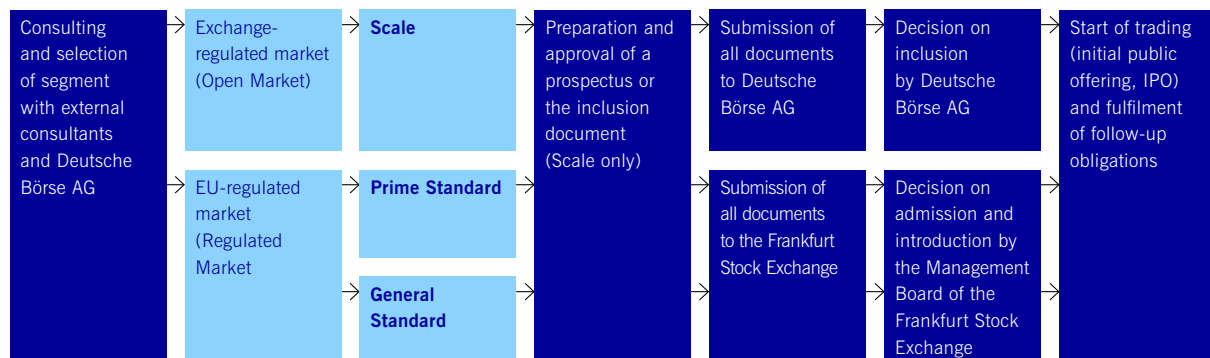 Consulting
and selection
of segment
with external
consultants
and Deutsche
Börse AG
Exchange-
regulated market
(Open Market)
EU-regulated
market
(Regulated
Market
Scale
Prime Standard
General
Standard
Preparation and
approval of a
prospectus or
the inclusion
document
(Scale only)
Submission of
all documents
to Deutsche
Börse AG
Submission of
all documents
to the Frankfurt
Stock Exchange
Decision on
inclusion
by Deutsche
Börse AG
Decision on
admission and
introduction by
the Management
Board of the
Frankfurt Stock
Exchange
Start of trading
(initial public
offering, IPO)
and fulfilment
of follow-up
obligations